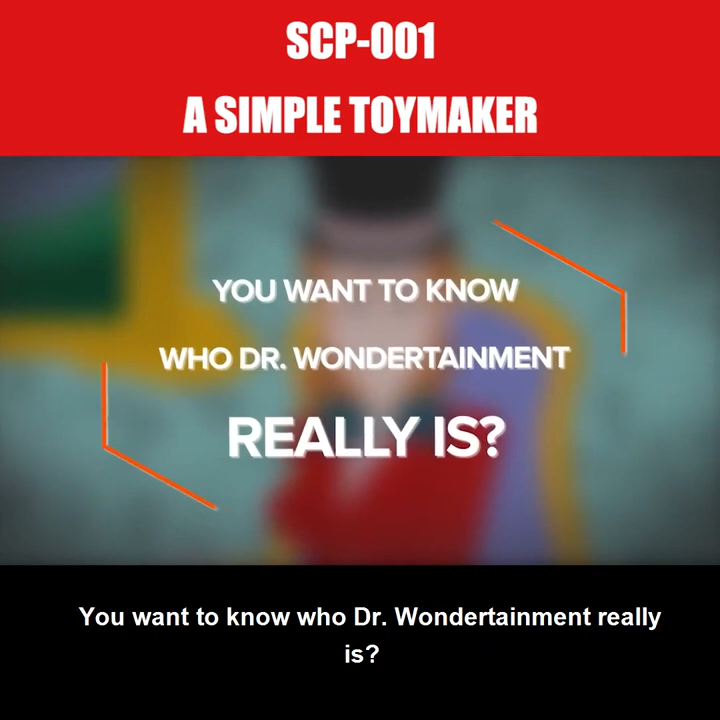 SCP-001
A SIMPLE TOYMAKER
YOU WANT TO KNOW
WHO DR. WONDERTAINMENT
REALLY IS?
You want to know who Dr. Wondertainment really
is?